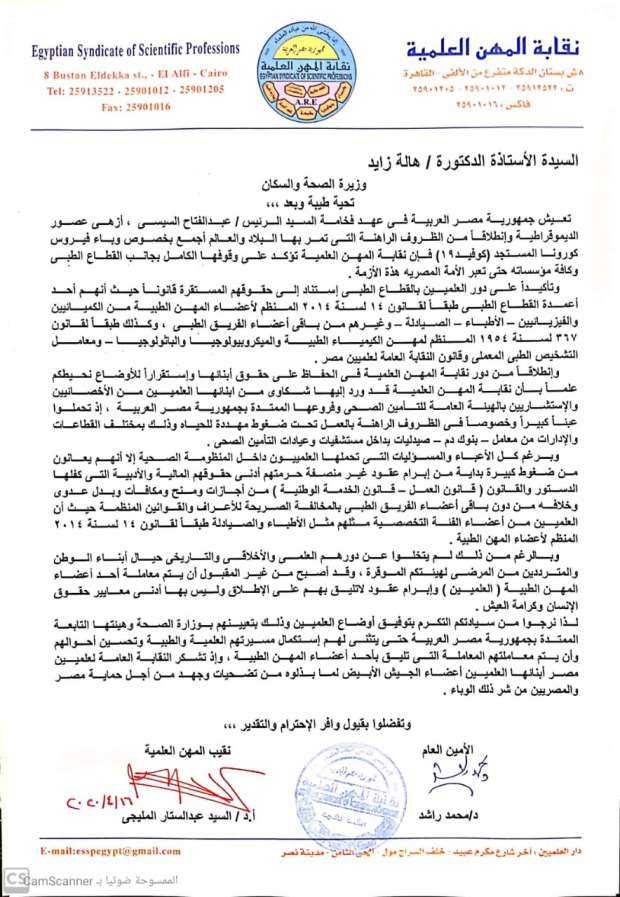 Egyptian Syndicate of Scientific Professions
8 Bustan Eldekka st., - El Alfi - Cairo
Tel: 25913522 - 25901012 - 25901205
Fax: 25901016
نقابة المهن العلمية
EGYPTIAN SYNDICATE OF SCIENTIFIC PROFESSIONS
A.R.E
نقابة المهن العلمية
٨ ش بستان الدكة متفرع من الألفى - القاهرة
ت : ٢٥٩١٣٥٢٢ - ٢٥٩٠١٠١٢ - ٢٥٩٠١٢٠٥
فاكس : ٢٥٩٠١٠١٦
السيدة الأستاذة الدكتورة / هالة زايد
وزيرة الصحة والسكان
تحية طيبة وبعد ،،،
تعيش جمهورية مصر العربية فى عهد فخامة السيد الرئيس / عبدالفتاح السيسى ، أزهى عصور
الديموقراطية وإنطلاقاً من الظروف الراهنة التى تمر بها البلاد والعالم أجمع بخصوص وباء فيروس
كورونا المستجد (كوفيد١٩) فإن نقابة المهن العلمية تؤكد على وقوفها الكامل بجانب القطاع الطبى
وكافة مؤسساته حتى تعبر الأمة المصريه هذة الأزمة .
وتأكيداً على دور العلميين بالقطاع الطبى إستناد إلى حقوقهم المستقرة قانوناً حيث أنهم أحد
أعمدة القطاع الطبى طبقاً لقانون ١٤ لسنة ٢٠١٤ المنظم لأعضاء المهن الطبية من الكميائيين
والفيزيائيين – الأطباء – الصيادلة – وغيرهم من باقى أعضاء الفريق الطبى ، وكذلك طبقاً لقانون
٣٦٧ لسنة ١٩٥٤ المنظم لمهن الكيمياء الطبية والميكروبيولوجيا والباثولوجيا – ومعامل
التشخيص الطبى المعملى وقانون النقابة العامة لعلميين مصر .
وإنطلاقاً من دور نقابة المهن العلمية فى الحفاظ على حقوق أبنائها وإستقراراً للأوضاع نحيطكم
علماً بأن نقابة المهن العلمية قد ورد إليها شكاوى من ابنائها العلميين من الأخصائيين
والإستشاريين بالهيئة العامة للتأمين الصحى وفروعها الممتدة بجمهورية مصر العربية ، إذ تحملوا
عبئاً كبيراً وخصوصاً فى الظروف الراهنة بالعمل تحت ضغوط مهددة للحياه وذلك بمختلف القطاعات
والإدارات من معامل – بنوك دم – صيدليات بداخل مستشفيات وعيادات التأمين الصحى .
وبرغم كل الأعباء والمسؤليات التى تحملها العلمييون داخل المنظومة الصحية إلا أنهم يعانون
من ضغوط كبيرة بداية من إبرام عقود غير منصفة حرمتهم أدنى حقوقهم المالية والأدبية التى كفلها
الدستور والقانون ( قانون العمل – قانون الخدمة الوطنية ) من أجازات ومنح ومكافآت وبدل عدوى
وخلافه من دون باقى أعضاء الفريق الطبى بالمخالفة الصريحة للأعراف والقوانين المنظمة حيث أن
العلميين من أعضاء الفئة التخصصية مثلهم مثل الأطباء والصيادلة طبقاً لقانون ١٤ لسنة ٢٠١٤
المنظم لأعضاء المهن الطبية .
وبالرغم من ذلك لم يتخلوا عن دورهم العلمى والأخلاقى والتاريخى حيال أبناء الوطن
والمترددين من المرضى لهيئتكم الموقرة ، وقد أصبح من غير المقبول أن يتم معاملة أحد أعضاء
المهن الطبية ( العلميين ) وإبرام عقود لاتليق بهم على الإطلاق وليس بها أدنى معايير حقوق
الإنسان وكرامة العيش .
لذا نرجوا من سيادتكم التكرم بتوفيق أوضاع العلميين وذلك بتعيينهم بوزارة الصحة وهيئتها التابعة
الممتدة بجمهورية مصر العربية حتى يتثنى لهم إستكمال مسيرتهم العلمية والطبية وتحسين أحوالهم
وأن يتم معاملتهم المعاملة التى تليق بأحد أعضاء المهن الطبية ، وإذ تشكر النقابة العامة لعلميين
مصر أبنائها العلميين أعضاء الجيش الأبيض لما بذلوه من تضحيات وجهد من أجل حماية مصر
والمصريين من شر ذلك الوباء .
وتفضلوا بقبول وافر الإحترام والتقدير ،،،
الأمين العام
نقيب المهن العلمية
٢٠٢٠/٤/١٦
د/محمد راشد
أ.د / السيد عبدالستار المليجى
E-mail:esspegypt@gmail.com
دار العلميين ، أخر شارع مكرم عبيد - خلف السراج مول - الحى الثامن - مدينة نصر
CS CamScanner الممسوحة ضوئيا بـ